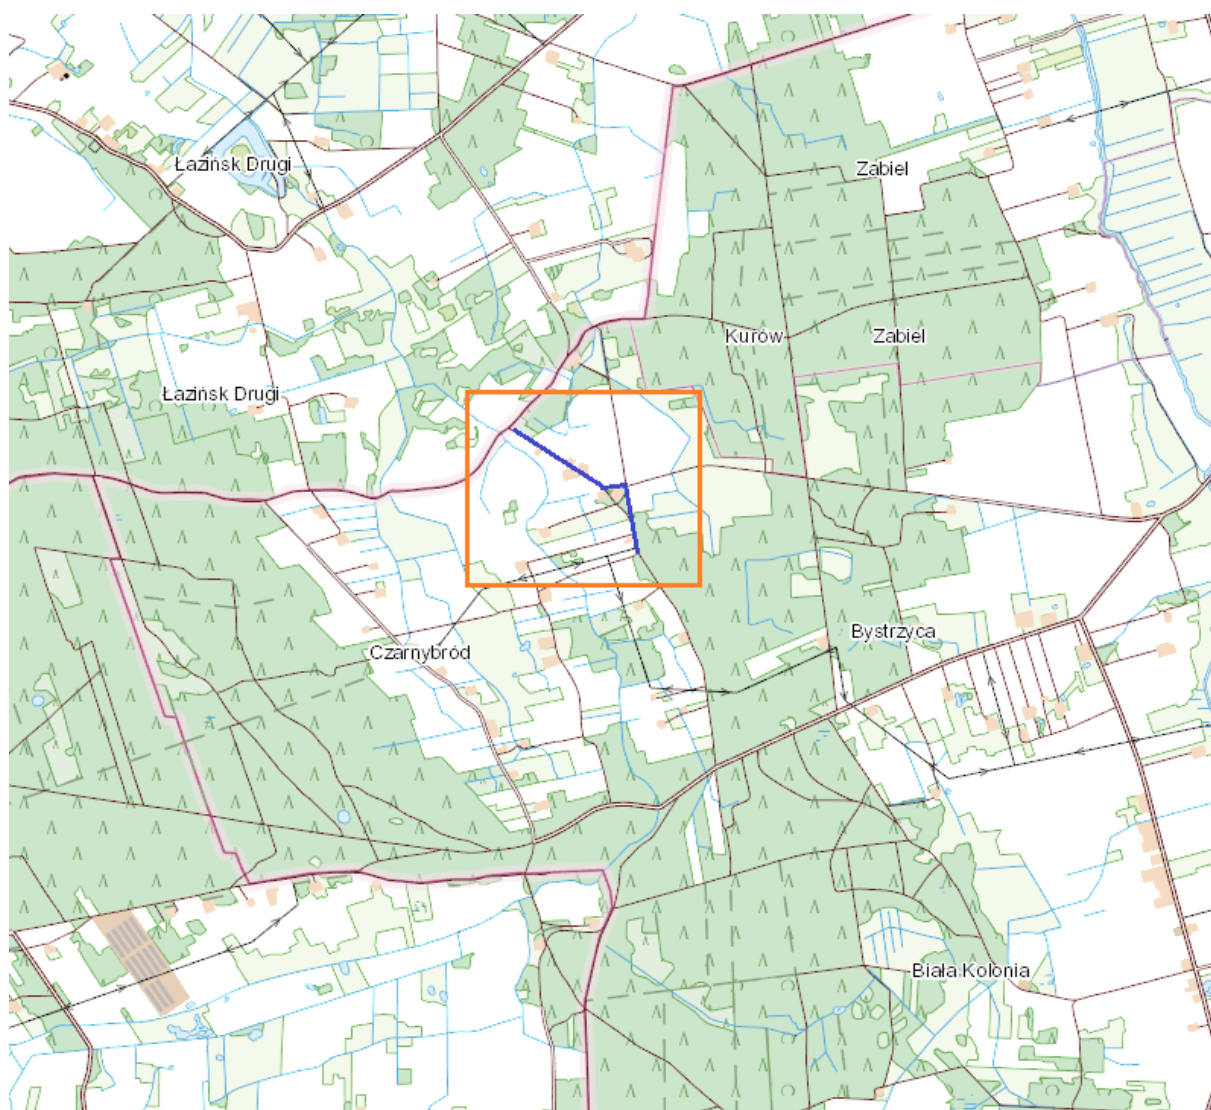 Łazińsk Drugi
Zabiel
Kurów
Zabiel
Łazińsk Drugi
Bystrzyca
Czarnybród
Biała Kolonia